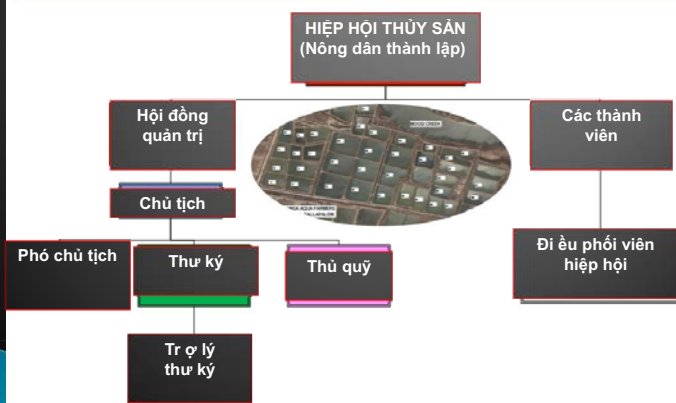 HIỆP HỘI THỦY SẢN
(Nông dân thành lập)
Hội đồng
quản trị
Các thành
viên
Chủ tịch
Phó chủ tịch
Thư ký
Thủ quỹ
Đi ều phối viên
hiệp hội
Tr ợ lý
thư ký